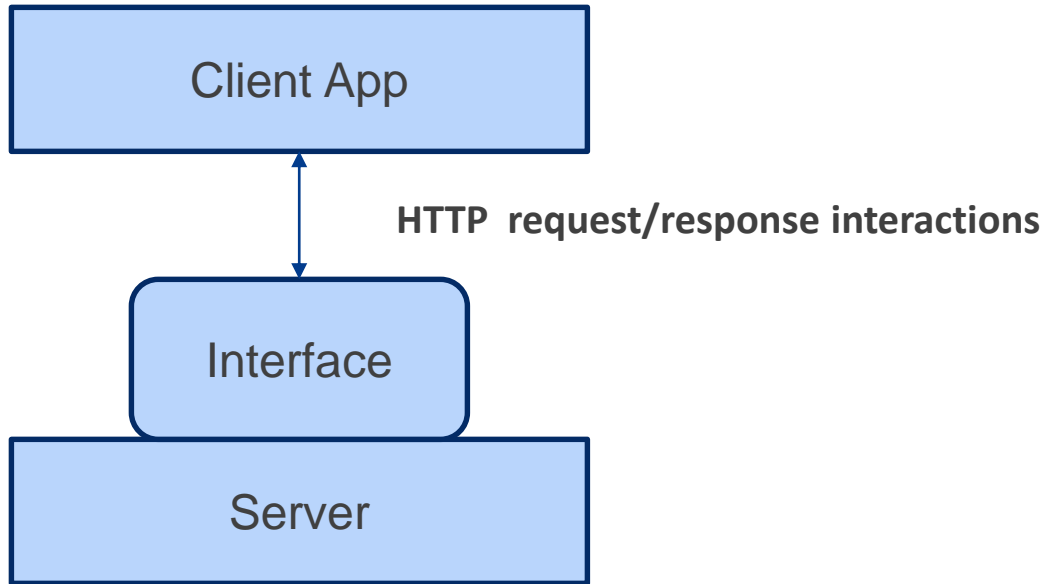 Client App
HTTP request/response interactions
Interface
Server